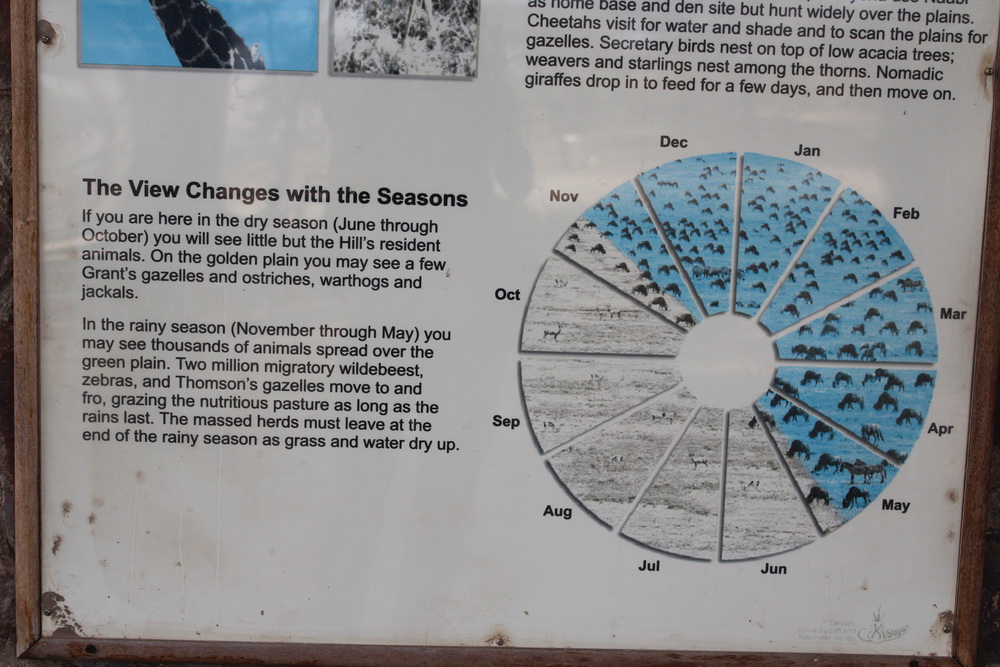 as home base and den site but hunt widely over the plains.
Cheetahs visit for water and shade and to scan the plains for
gazelles. Secretary birds nest on top of low acacia trees;
weavers and starlings nest among the thorns. Nomadic
giraffes drop in to feed for a few days, and then move on.
The View Changes with the Seasons
If you are here in the dry season (June through
October) you will see little but the Hill's resident
animals. On the golden plain you may see a few
Grant's gazelles and ostriches, warthogs and
jackals.
In the rainy season (November through May) you
may see thousands of animals spread over the
green plain. Two million migratory wildebeest,
zebras, and Thomson's gazelles move to and
fro, grazing the nutritious pasture as long as the
rains last. The massed herds must leave at the
end of the rainy season as grass and water dry up.
Dec
Jan
Nov
Feb
Oct
Mar
Sep
Apr
Aug
May
Jul
Jun